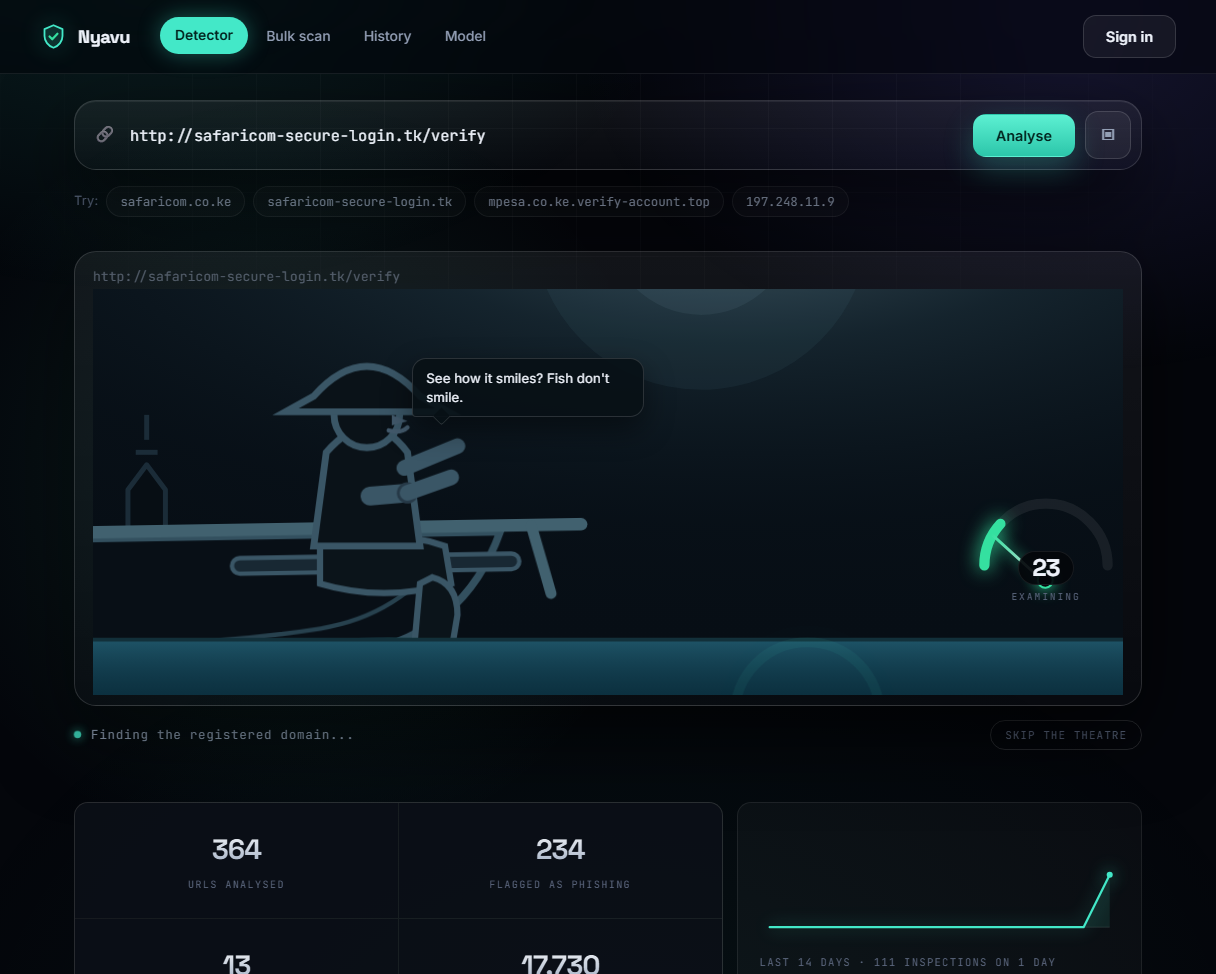 Nyavu
Detector
Bulk scan
History
Model
Sign in
http://safaricom-secure-login.tk/verify
Analyse
Try:
safaricom.co.ke
safaricom-secure-login.tk
mpesa.co.ke.verify-account.top
197.248.11.9
http://safaricom-secure-login.tk/verify
See how it smiles? Fish don't
smile.
23
EXAMINING
Finding the registered domain...
SKIP THE THEATRE
364
URLS ANALYSED
234
FLAGGED AS PHISHING
13
17,730
LAST 14 DAYS · 111 INSPECTIONS ON 1 DAY